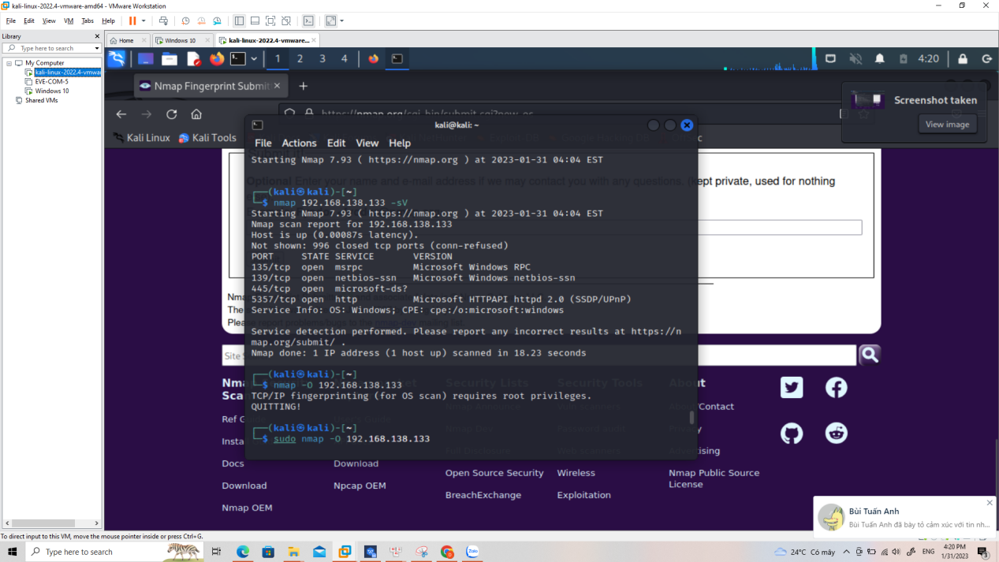 kali-linux-2022.4-vmware-amd64 - VMware Workstation
File Edit View VM Tabs Help
Library
Type here to search
My Computer
kali-linux-2022.4-vmwar
EVE-COM-5
Windows 10
Shared VMs
Home
Windows 10
kali-linux-2022.4-vmware...
1 2 3 4
4:20
Nmap Fingerprint Submit
https://nmap.org/cgi-bin/submit.cgi?new-os
Kali Linux
Kali Tools
Screenshot taken
View image
kali@kali: ~
File Actions Edit View Help
Starting Nmap 7.93 ( https://nmap.org ) at 2023-01-31 04:04 EST
(kali㉿kali)-[~]
$ nmap 192.168.138.133 -sV
Starting Nmap 7.93 ( https://nmap.org ) at 2023-01-31 04:04 EST
Nmap scan report for 192.168.138.133
Host is up (0.00087s latency).
Not shown: 996 closed tcp ports (conn-refused)
PORT STATE SERVICE VERSION
135/tcp open msrpc Microsoft Windows RPC
139/tcp open netbios-ssn Microsoft Windows netbios-ssn
445/tcp open microsoft-ds?
5357/tcp open http Microsoft HTTPAPI httpd 2.0 (SSDP/UPnP)
Service Info: OS: Windows; CPE: cpe:/o:microsoft:windows
Service detection performed. Please report any incorrect results at https://n
map.org/submit/ .
Nmap done: 1 IP address (1 host up) scanned in 18.23 seconds
(kali㉿kali)-[~]
$ nmap -O 192.168.138.133
TCP/IP fingerprinting (for OS scan) requires root privileges.
QUITTING!
(kali㉿kali)-[~]
$ sudo nmap -O 192.168.138.133
Optional Enter your name and e-mail address if we may contact you with any questions. (kept private, used for nothing
Site
Security Lists
Security Tools
About
About/Contact
Advertising
Docs
Download
Download
Npcap OEM
Nmap OEM
Full Disclosure
Open Source Security
BreachExchange
Web scanners
Wireless
Exploitation
Nmap Public Source
License
Bùi Tuấn Anh
Bùi Tuấn Anh đã bày tỏ cảm xúc với tin nh...
To direct input to this VM, move the mouse pointer inside or press Ctrl+G.
Type here to search
Zalo
24°C Có mây
ENG
4:20 PM
1/31/2023
3